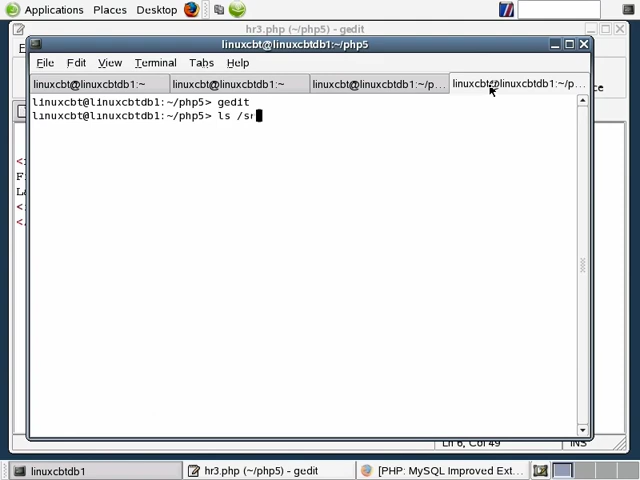 Applications Places Desktop
hr3.php (~/php5) - gedit
linuxcbt@linuxcbtdb1:~/php5
File Edit View Terminal Tabs Help
linuxcbt@linuxcbtdb1:~ linuxcbt@linuxcbtdb1:~ linuxcbt@linuxcbtdb1:~/p... linuxcbt@linuxcbtdb1:~/p...
linuxcbt@linuxcbtdb1:~/php5> gedit
linuxcbt@linuxcbtdb1:~/php5> ls /sr
Ln 6, Col 49 INS
linuxcbtdb1 hr3.php (~/php5) - gedit [PHP: MySQL Improved Ext...